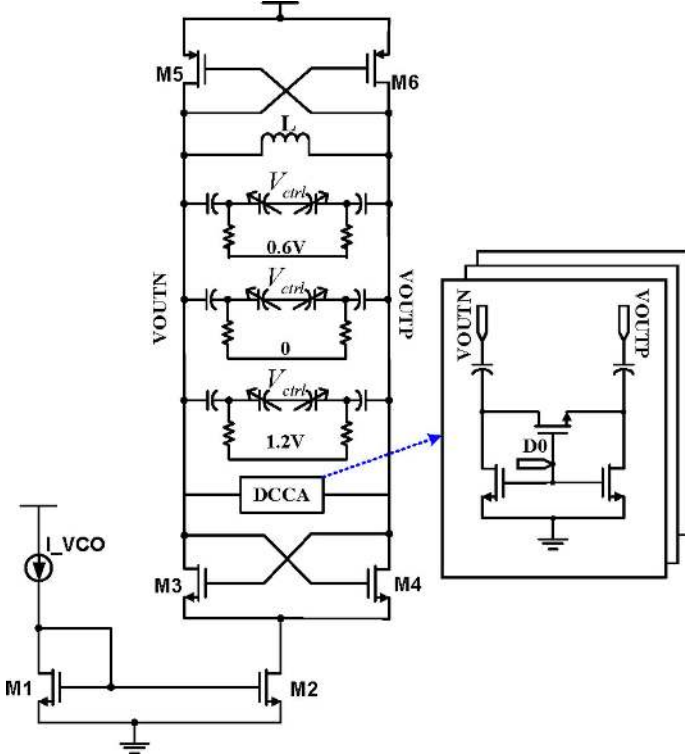 M5
M6
L
Vctrl
0.6V
VOUTN
VOUTP
Vctrl
0
Vctrl
1.2V
DCCA
VOUTN
VOUTP
D0
I_VCO
M3
M4
M1
M2